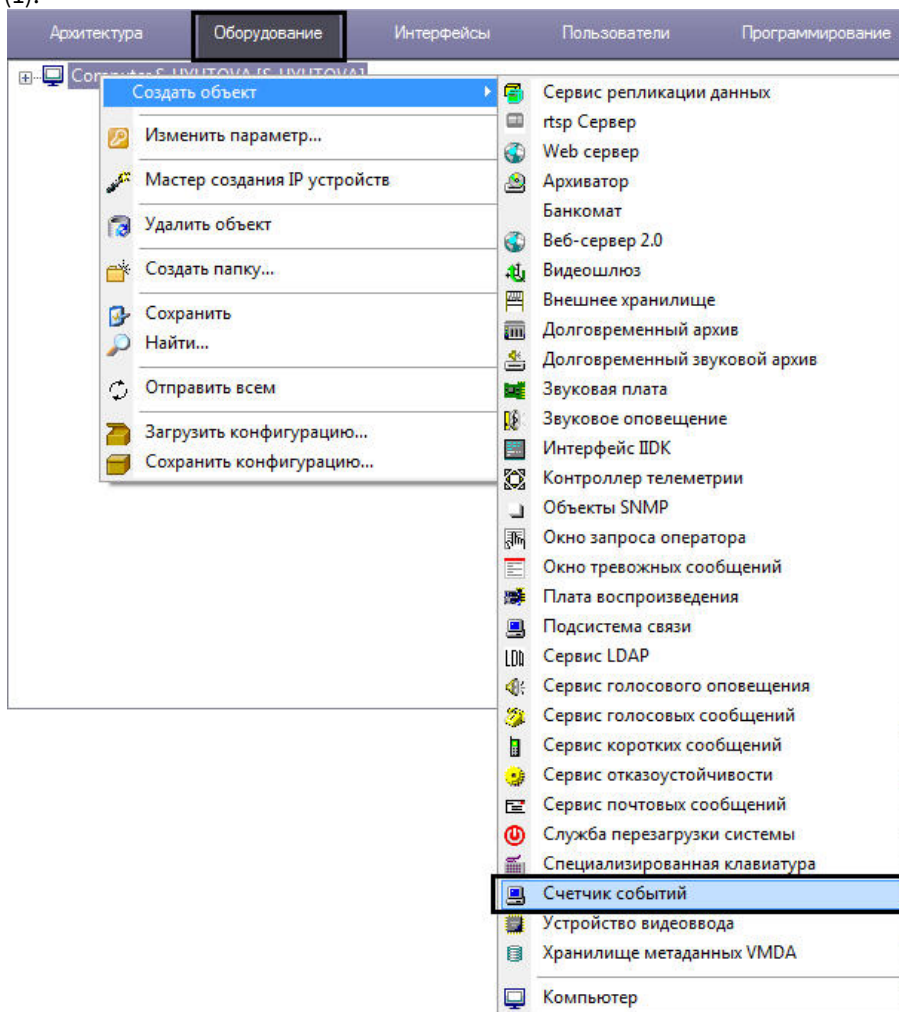 (1).
Архитектура Оборудование Интерфейсы Пользователи Программирование
Computer S-UYUTOVA [S-UYUTOVA]
Создать объект
Изменить параметр...
Мастер создания IP устройств
Удалить объект
Создать папку...
Сохранить
Найти...
Отправить всем
Загрузить конфигурацию...
Сохранить конфигурацию...
Сервис репликации данных
rtsp Сервер
Web сервер
Архиватор
Банкомат
Веб-сервер 2.0
Видеошлюз
Внешнее хранилище
Долговременный архив
Долговременный звуковой архив
Звуковая плата
Звуковое оповещение
Интерфейс IIDK
Контроллер телеметрии
Объекты SNMP
Окно запроса оператора
Окно тревожных сообщений
Плата воспроизведения
Подсистема связи
Сервис LDAP
Сервис голосового оповещения
Сервис голосовых сообщений
Сервис коротких сообщений
Сервис отказоустойчивости
Сервис почтовых сообщений
Служба перезагрузки системы
Специализированная клавиатура
Счетчик событий
Устройство видеоввода
Хранилище метаданных VMDA
Компьютер